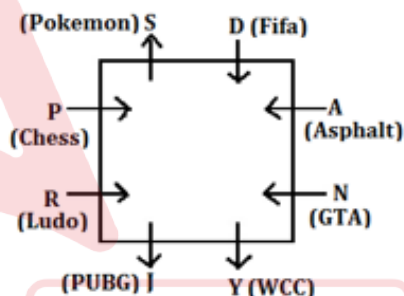 (Pokemon) S
D (Fifa)
P
(Chess)
A
(Asphalt)
R
(Ludo)
N
(GTA)
(PUBG) J
Y (WCC)